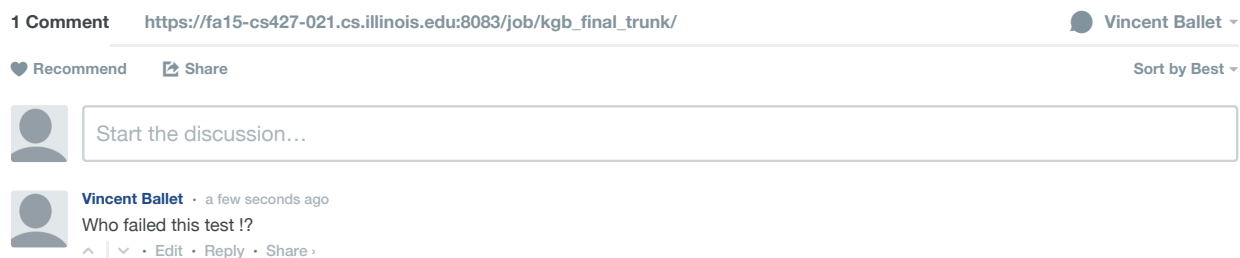 1 Comment https://fa15-cs427-021.cs.illinois.edu:8083/job/kgb_final_trunk/ Vincent Ballet
Recommend Share Sort by Best
Start the discussion…
Vincent Ballet · a few seconds ago
Who failed this test !?
• Edit • Reply • Share ›